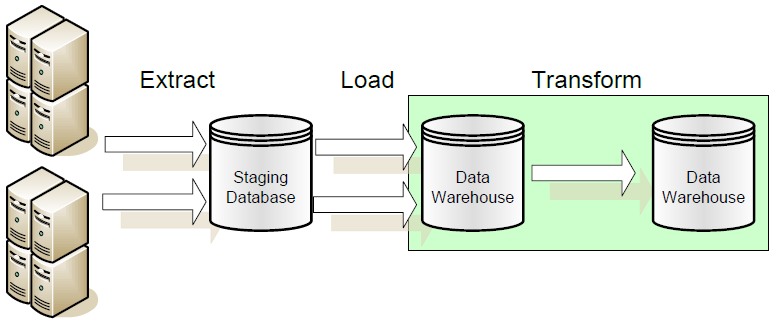 Extract
Load
Transform
Staging
Database
Data
Warehouse
Data
Warehouse